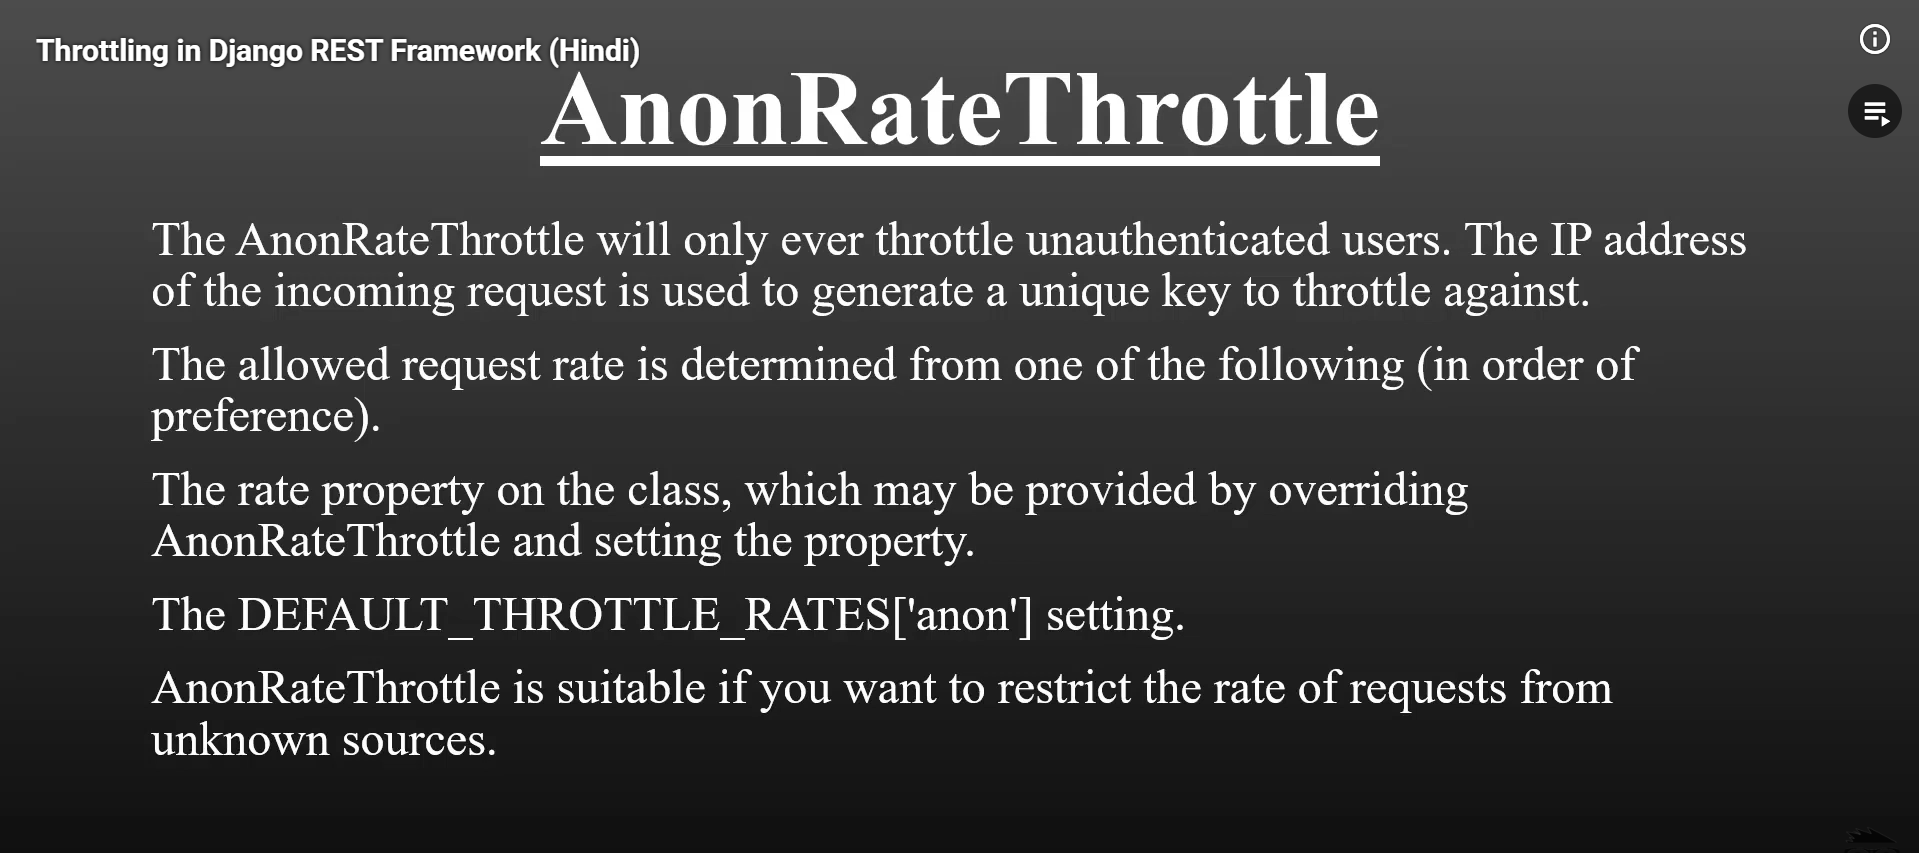 Throttling in Django REST Framework (Hindi)
AnonRateThrottle
The AnonRateThrottle will only ever throttle unauthenticated users. The IP address
of the incoming request is used to generate a unique key to throttle against.
The allowed request rate is determined from one of the following (in order of
preference).
The rate property on the class, which may be provided by overriding
AnonRateThrottle and setting the property.
The DEFAULT_THROTTLE_RATES['anon'] setting.
AnonRateThrottle is suitable if you want to restrict the rate of requests from
unknown sources.